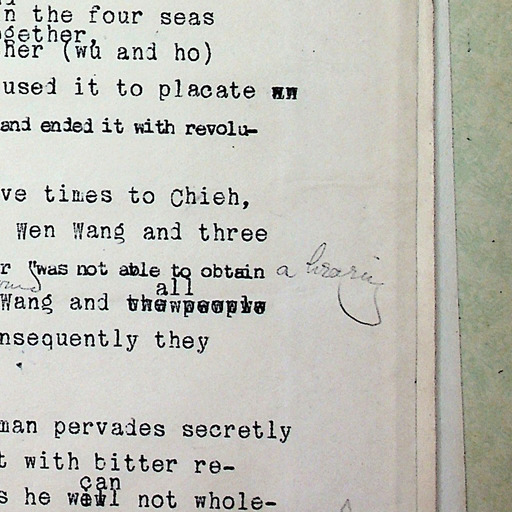 n the four seas
ogether,
her (wu and ho)
used it to placate
and ended it with revolu-
ve times to Chieh,
Wen Wang and three
r "was not able to obtain a hearing
all
Wang and the people
nsequently they
man pervades secretly
t with bitter re-
can
s he will not whole-